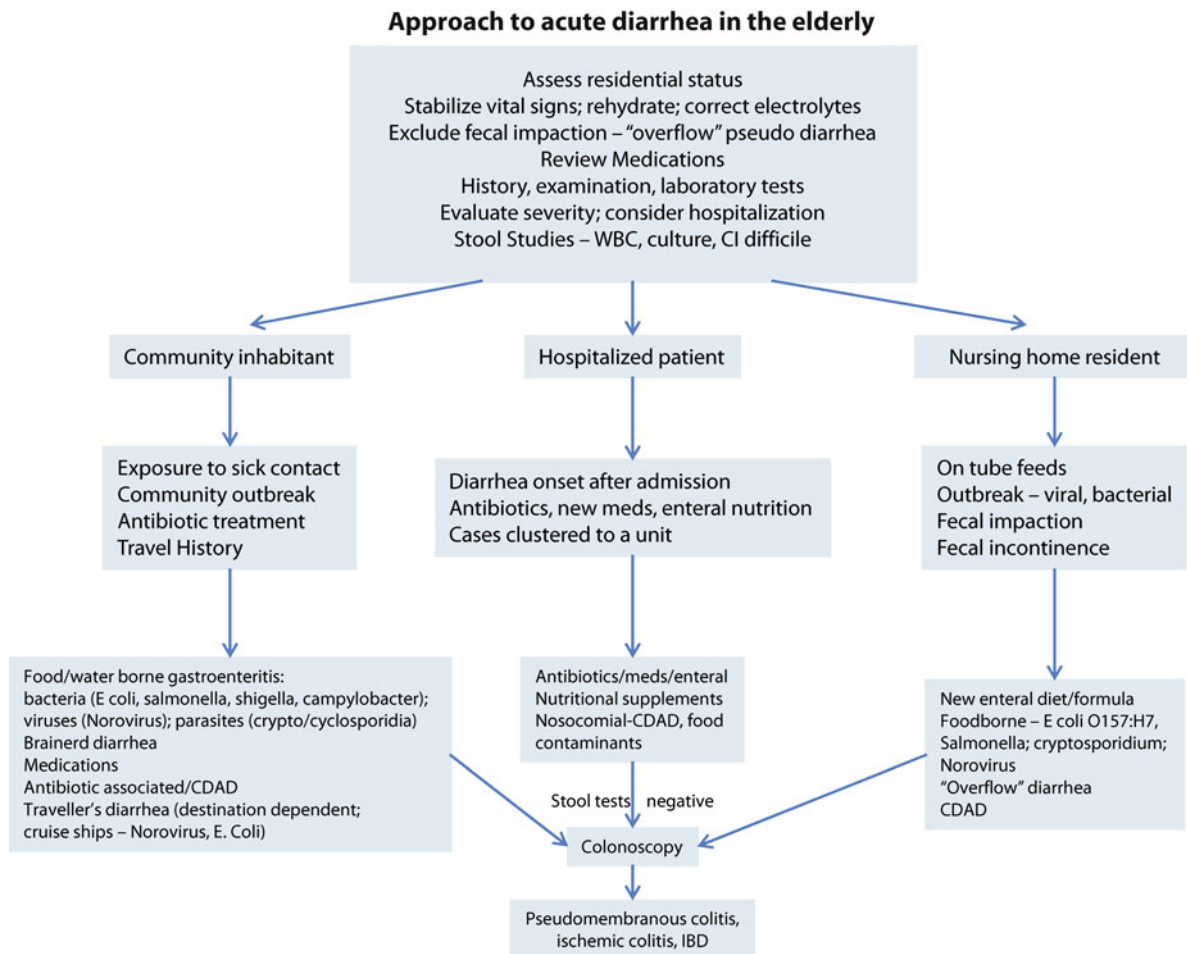 Approach to acute diarrhea in the elderly
Assess residential status
Stabilize vital signs; rehydrate; correct electrolytes
Exclude fecal impaction – “overflow” pseudo diarrhea
Review Medications
History, examination, laboratory tests
Evaluate severity; consider hospitalization
Stool Studies – WBC, culture, CI difficile
Community inhabitant
Hospitalized patient
Nursing home resident
Exposure to sick contact
Community outbreak
Antibiotic treatment
Travel History
Diarrhea onset after admission
Antibiotics, new meds, enteral nutrition
Cases clustered to a unit
On tube feeds
Outbreak – viral, bacterial
Fecal impaction
Fecal incontinence
Food/water borne gastroenteritis:
bacteria (E coli, salmonella, shigella, campylobacter);
viruses (Norovirus); parasites (crypto/cyclosporidia)
Brainerd diarrhea
Medications
Antibiotic associated/CDAD
Traveller’s diarrhea (destination dependent;
cruise ships – Norovirus, E. Coli)
Antibiotics/meds/enteral
Nutritional supplements
Nosocomial-CDAD, food
contaminants
New enteral diet/formula
Foodborne – E coli O157:H7,
Salmonella; cryptosporidium;
Norovirus
“Overflow” diarrhea
CDAD
Stool tests negative
Colonoscopy
Pseudomembranous colitis,
ischemic colitis, IBD